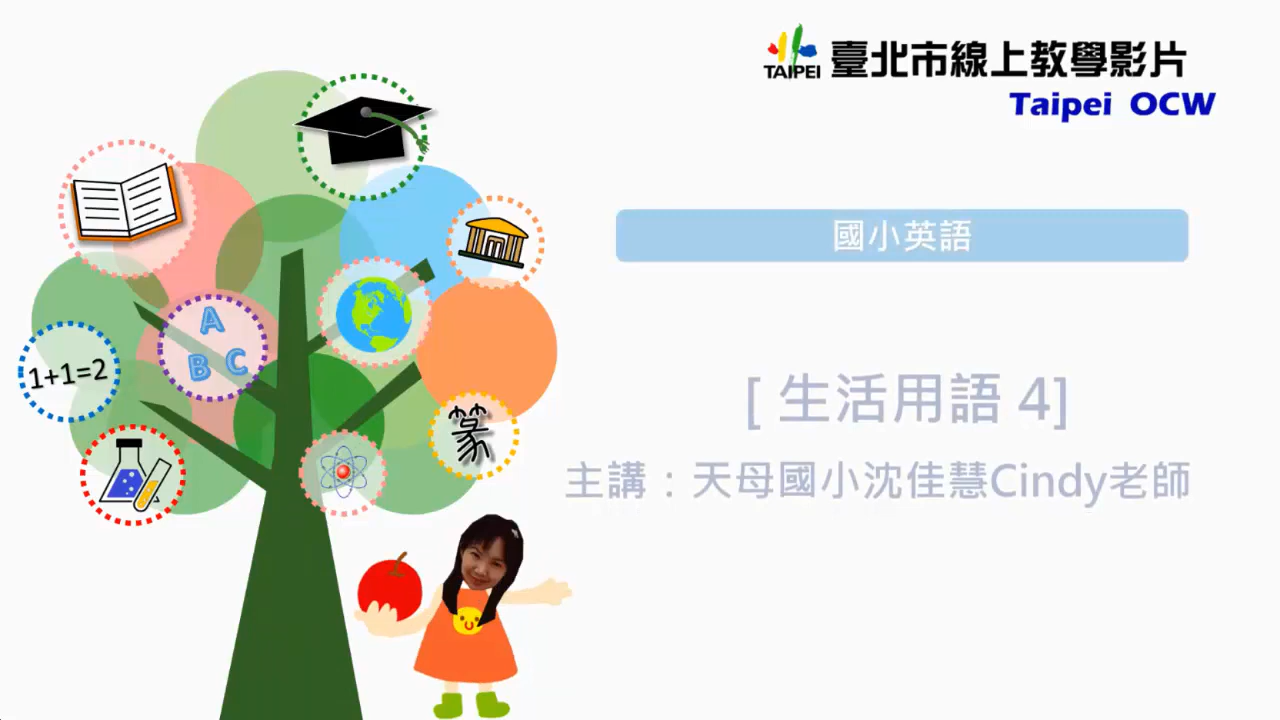 TAIPEI 臺北市線上教學影片
Taipei OCW
國小英語
A
B C
1+1=2
[ 生活用語 4]
篆
主講：天母國小沈佳慧Cindy老師